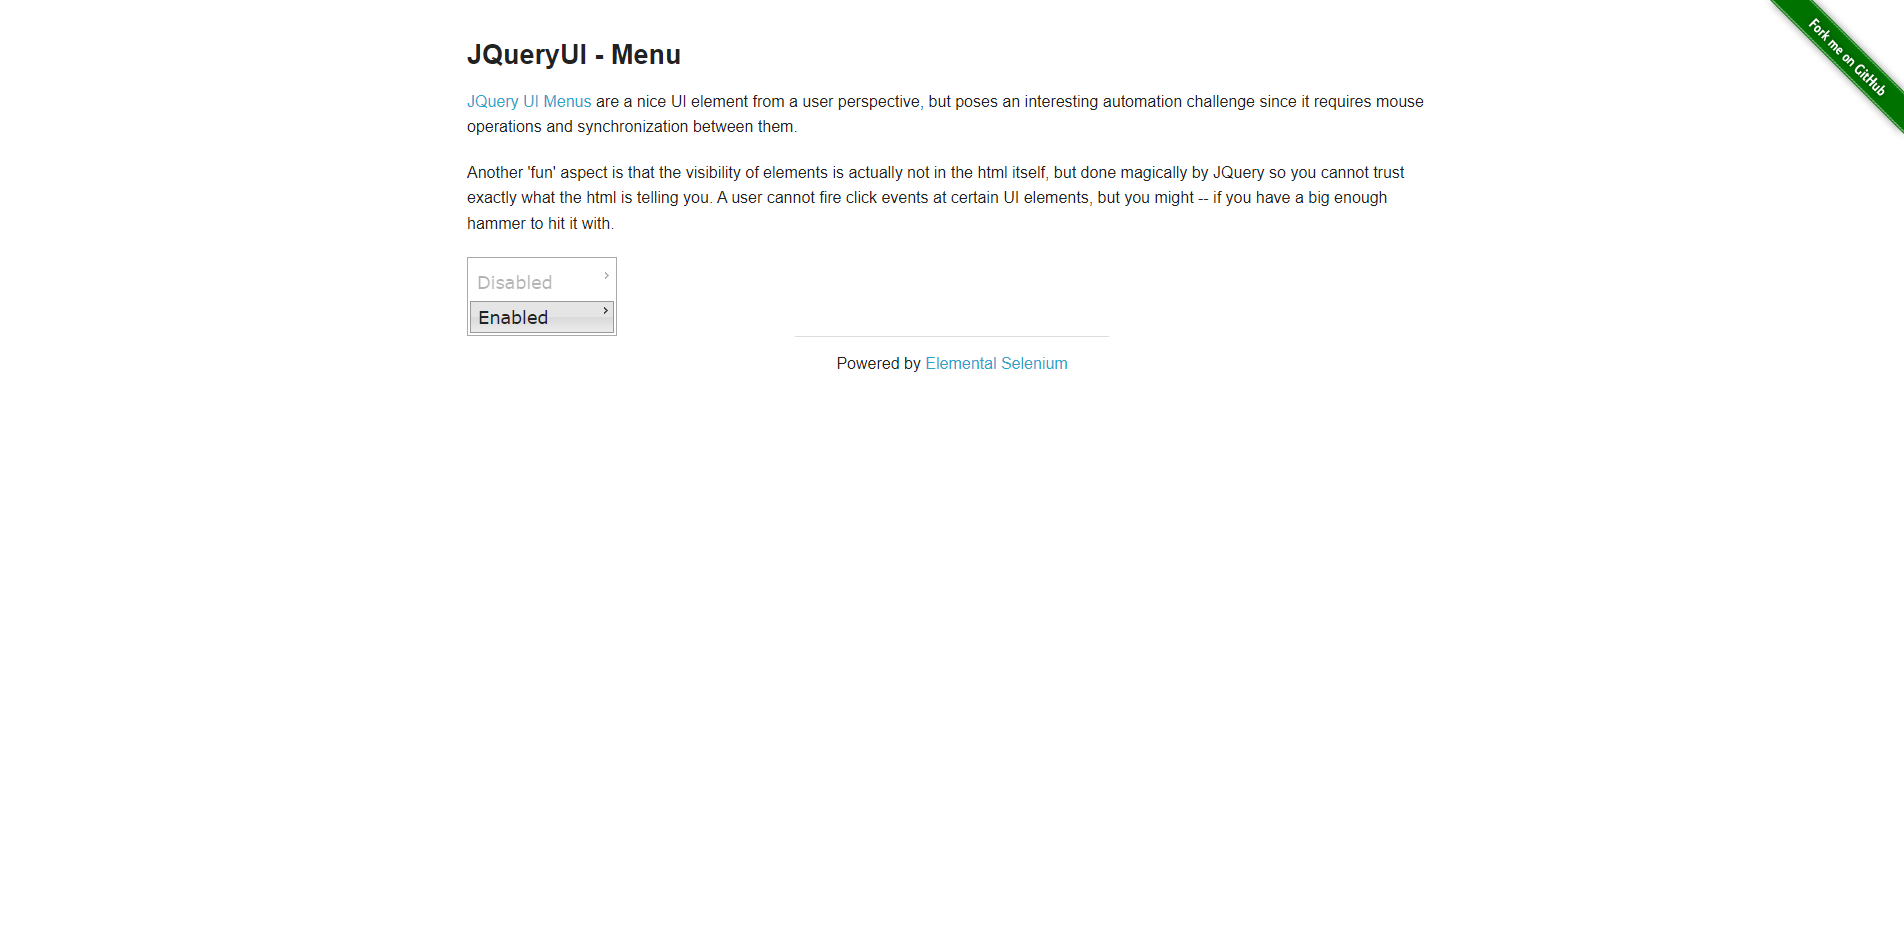 JQueryUI - Menu
Fork me on GitHub
JQuery UI Menus are a nice UI element from a user perspective, but poses an interesting automation challenge since it requires mouse
operations and synchronization between them.
Another 'fun' aspect is that the visibility of elements is actually not in the html itself, but done magically by JQuery so you cannot trust
exactly what the html is telling you. A user cannot fire click events at certain UI elements, but you might -- if you have a big enough
hammer to hit it with.
Disabled
Enabled
Powered by Elemental Selenium